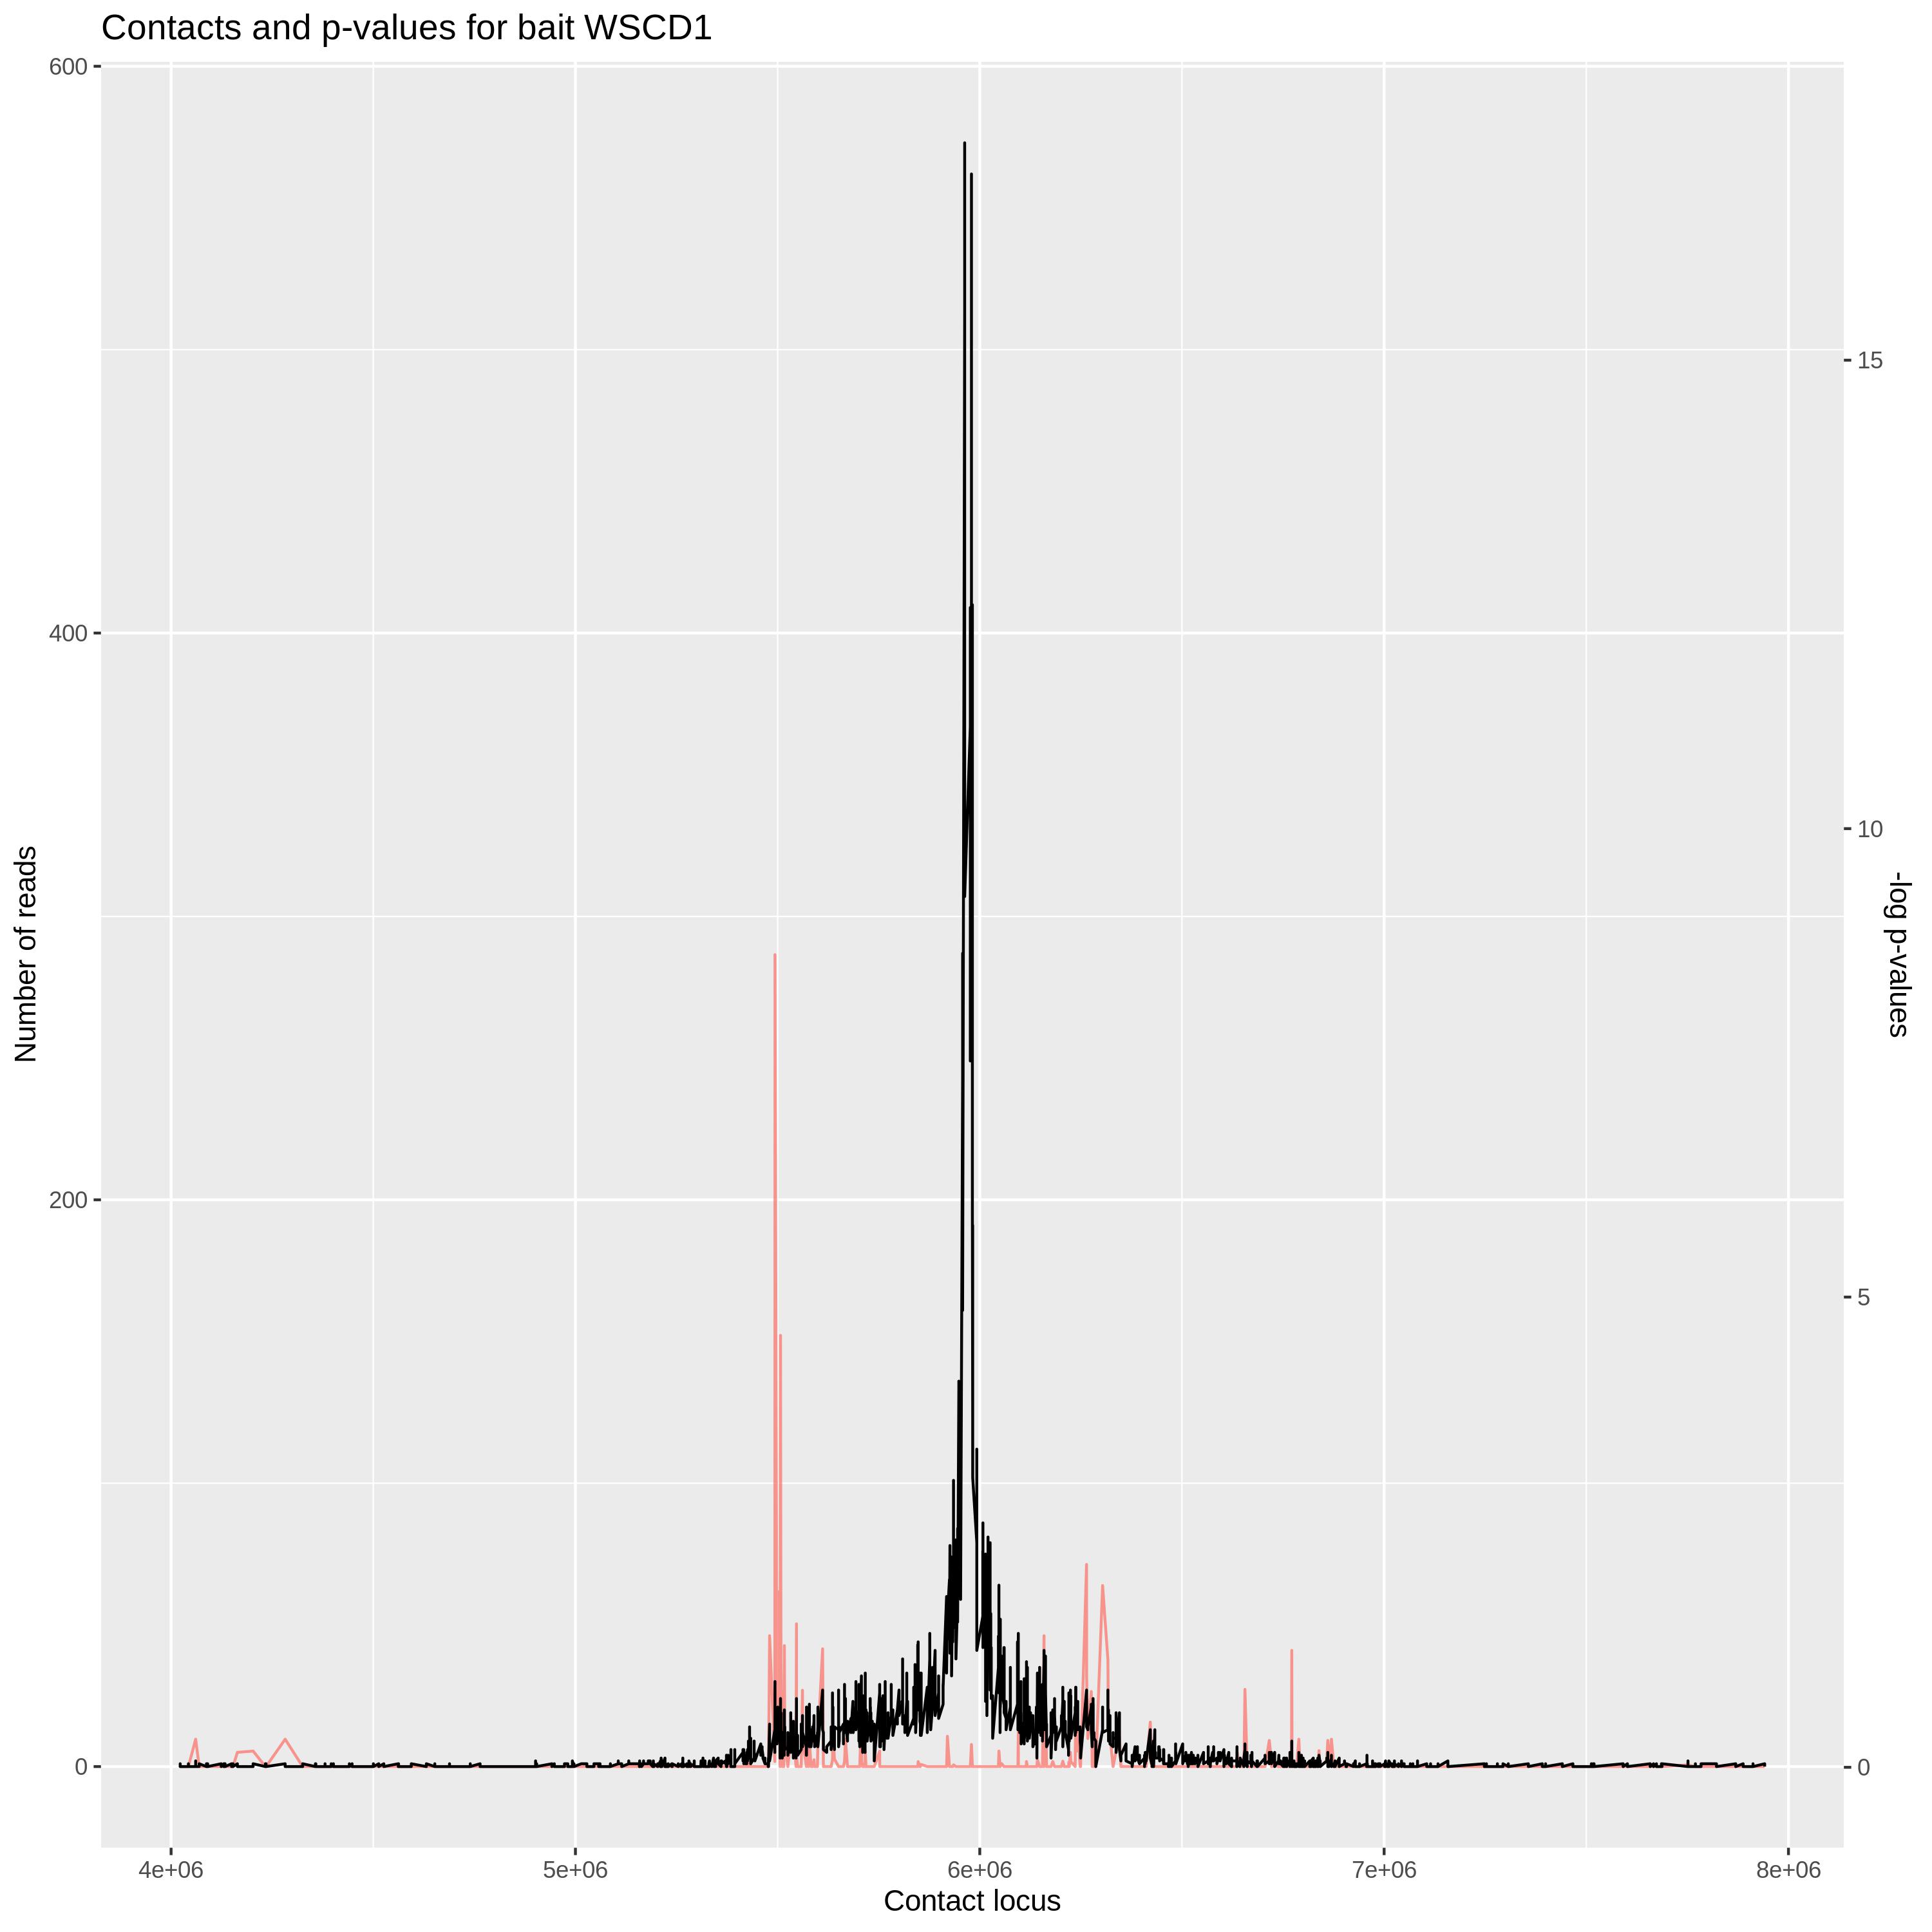 Contacts and p-values for bait WSCD1
600
400
200
0
Number of reads
15
10
5
0
-log p-values
4e+06 5e+06 6e+06 7e+06 8e+06
Contact locus